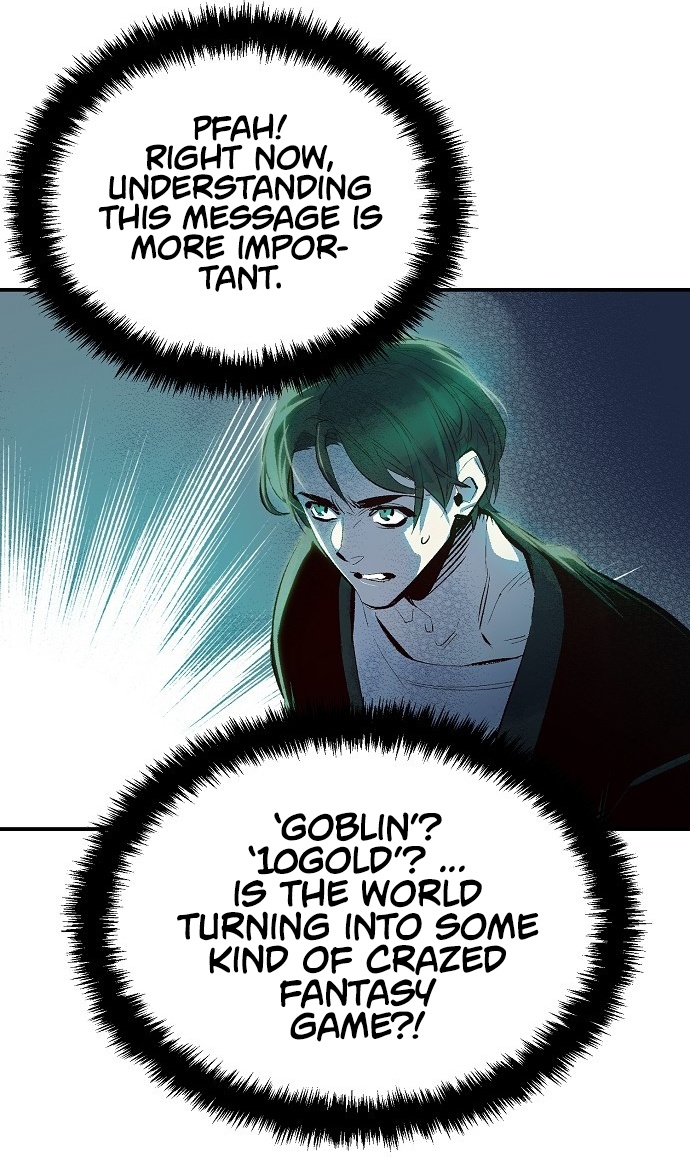 PFAH!
RIGHT NOW,
UNDERSTANDING
THIS MESSAGE IS
MORE IMPOR-
TANT.
'GOBLIN'?
'10GOLD'? ...
IS THE WORLD
TURNING INTO SOME
KIND OF CRAZED
FANTASY
GAME?!